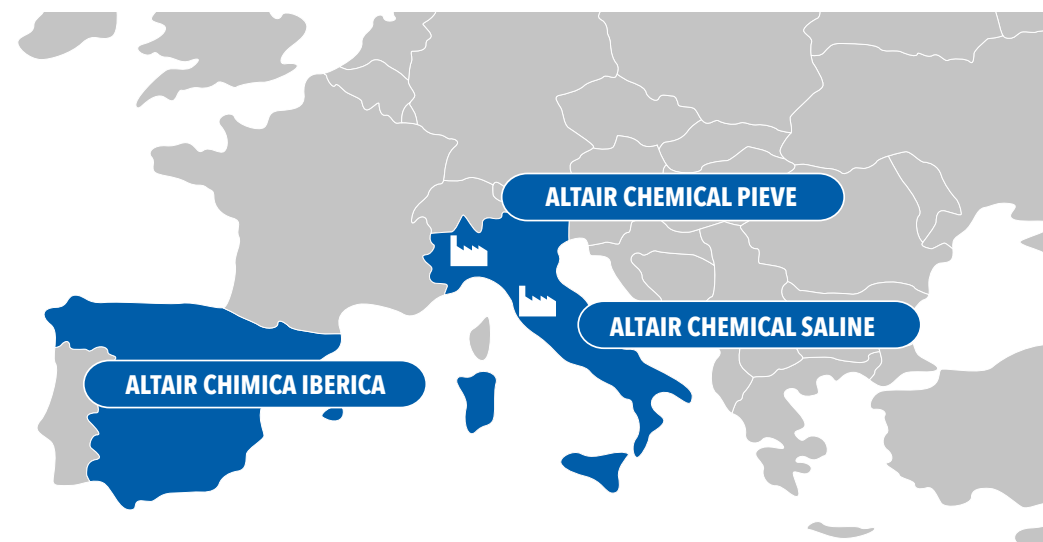 ALTAIR CHEMICAL PIEVE
ALTAIR CHEMICAL SALINE
ALTAIR CHIMICA IBERICA